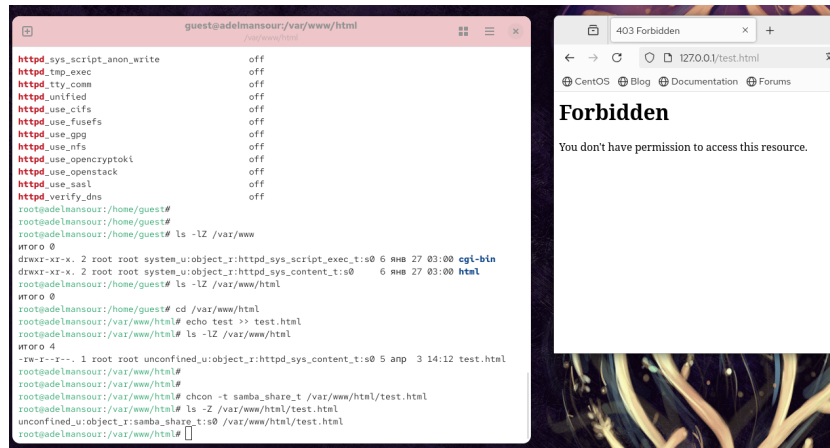 guest@adelmansour:/var/www/html
/var/www/html
httpd_sys_script_anon_write off
httpd_tmp_exec off
httpd_tty_comm off
httpd_unified off
httpd_use_cifs off
httpd_use_fusefs off
httpd_use_gpg off
httpd_use_nfs off
httpd_use_opencryptoki off
httpd_use_openstack off
httpd_use_sasl off
httpd_verify_dns off
root@adelmansour:/home/guest#
root@adelmansour:/home/guest#
root@adelmansour:/home/guest# ls -lZ /var/www
итого 0
drwxr-xr-x. 2 root root system_u:object_r:httpd_sys_script_exec_t:s0 6 янв 27 03:00 cgi-bin
drwxr-xr-x. 2 root root system_u:object_r:httpd_sys_content_t:s0 6 янв 27 03:00 html
root@adelmansour:/home/guest# ls -lZ /var/www/html
итого 0
root@adelmansour:/home/guest# cd /var/www/html
root@adelmansour:/var/www/html# echo test >> test.html
root@adelmansour:/var/www/html# ls -lZ /var/www/html
итого 4
-rw-r--r--. 1 root root unconfined_u:object_r:httpd_sys_content_t:s0 5 апр 3 14:12 test.html
root@adelmansour:/var/www/html#
root@adelmansour:/var/www/html#
root@adelmansour:/var/www/html# chcon -t samba_share_t /var/www/html/test.html
root@adelmansour:/var/www/html# ls -Z /var/www/html/test.html
unconfined_u:object_r:samba_share_t:s0 /var/www/html/test.html
root@adelmansour:/var/www/html#
403 Forbidden
127.0.0.1/test.html
CentOS Blog Documentation Forums
Forbidden
You don't have permission to access this resource.